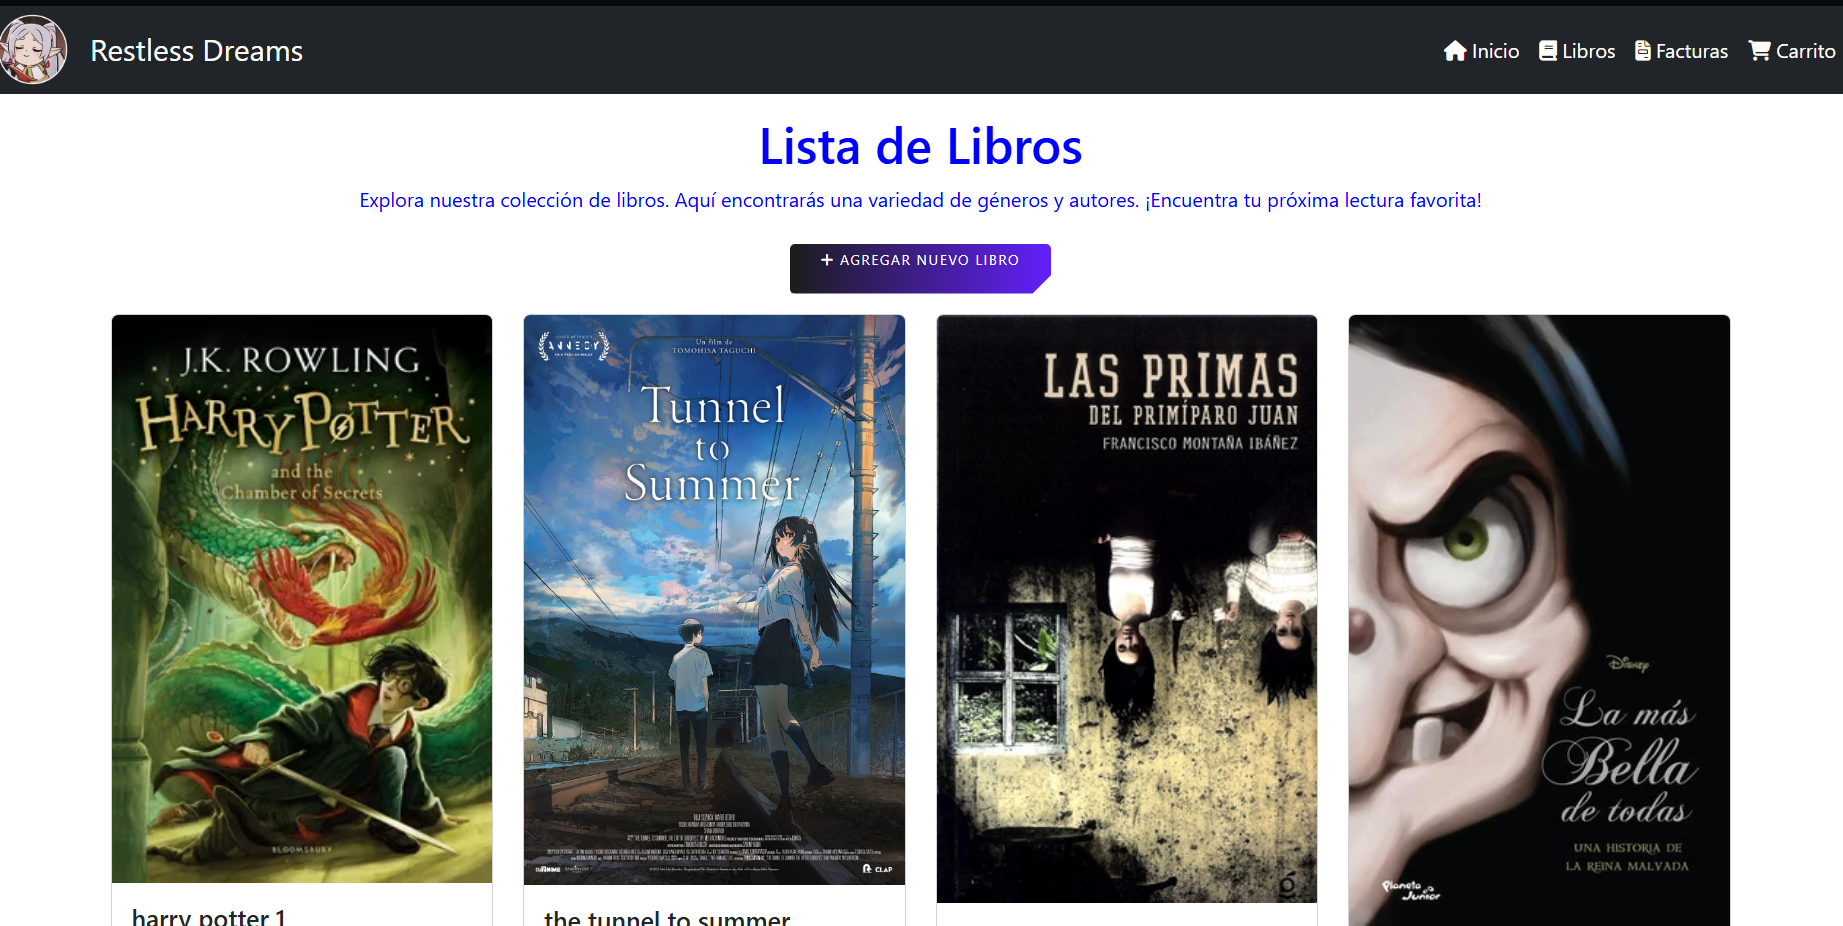 Restless Dreams
Inicio
Libros
Facturas
Carrito
Lista de Libros
Explora nuestra colección de libros. Aquí encontrarás una variedad de géneros y autores. ¡Encuentra tu próxima lectura favorita!
AGREGAR NUEVO LIBRO
J.K. ROWLING
HARRY POTTER
and the
Chamber of Secrets
BLOOMSBURY
harry potter 1
ANNECY
Un film de
TOMOHISA TAGUCHI
Tunnel
to
Summer
CLAP
the tunnel to summer
LAS PRIMAS
DEL PRIMÍPARO JUAN
FRANCISCO MONTAÑA IBÁÑEZ
Disney
La más
Bella
de todas
UNA HISTORIA DE
LA REINA MALVADA
Planeta
Junior